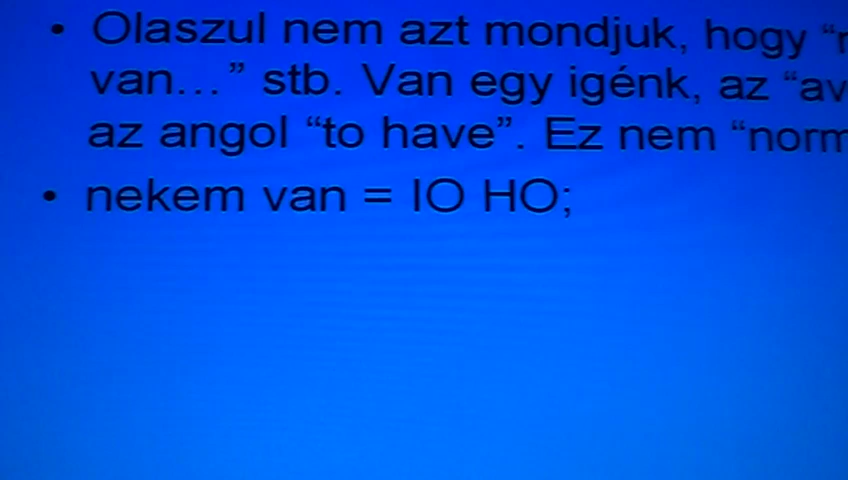 • Olaszul nem azt mondjuk, hogy
van...” stb. Van egy igénk, az “av
az angol “to have”. Ez nem “norm
• nekem van = IO HO;